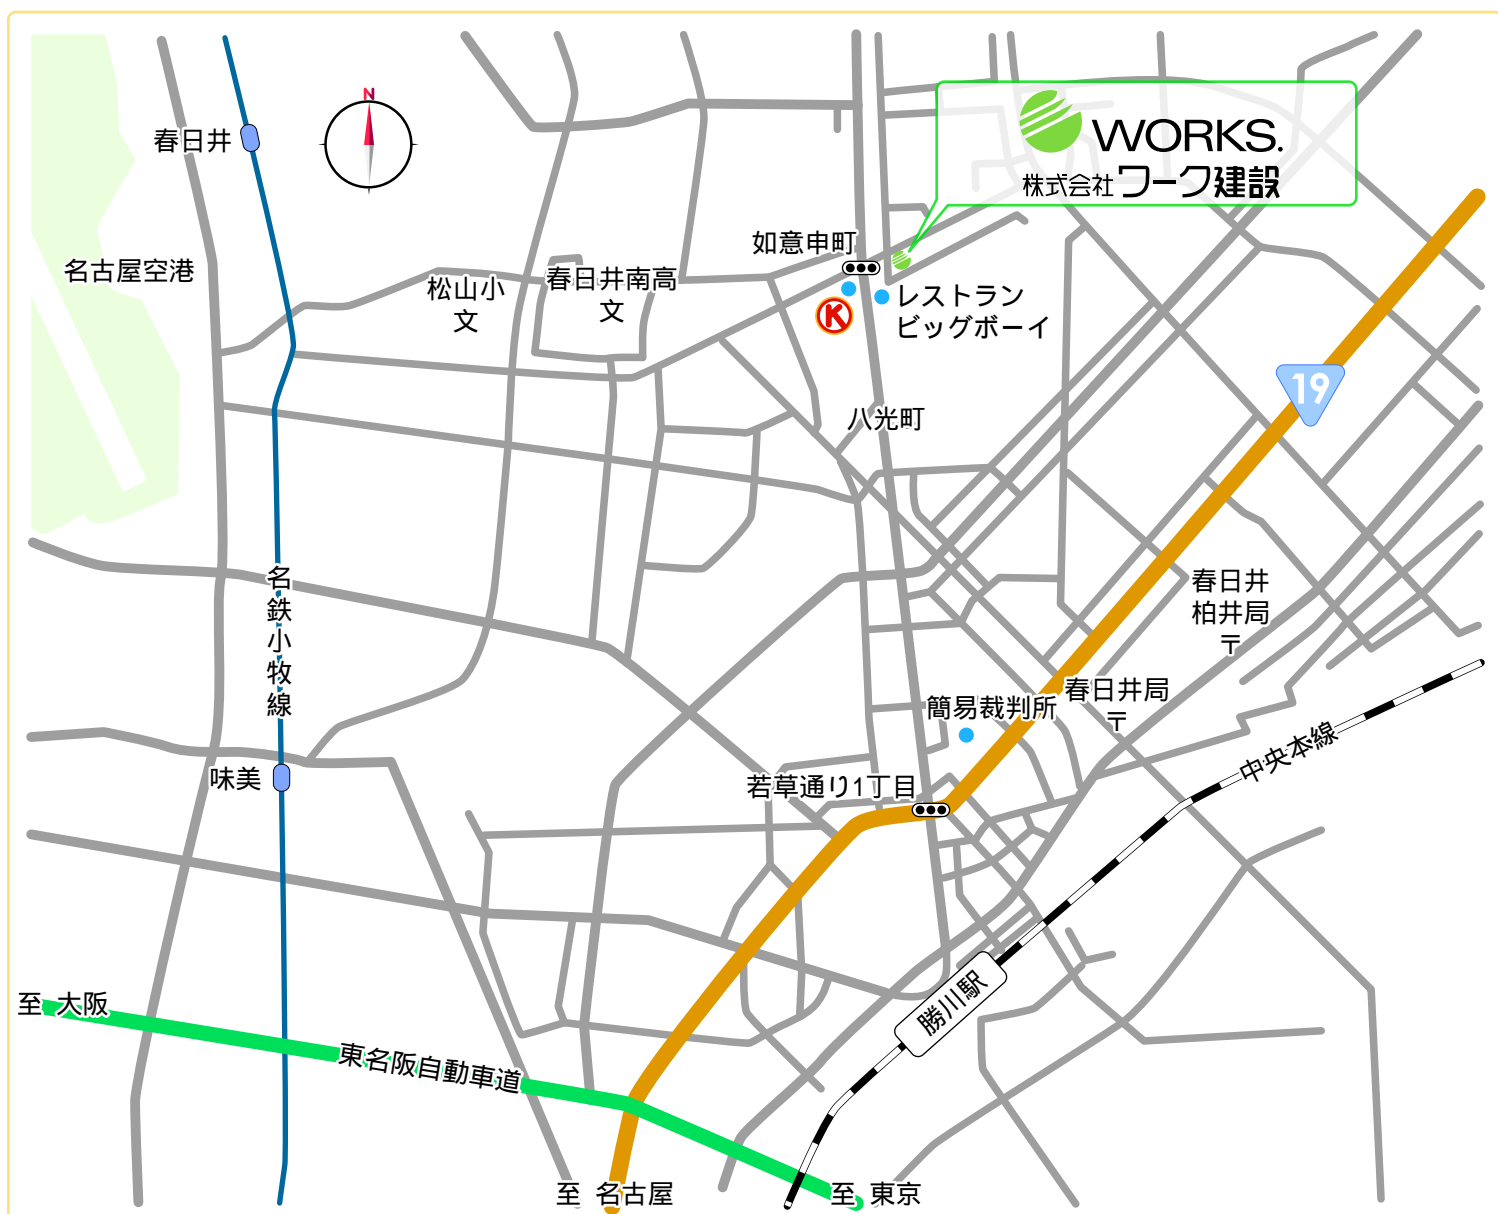 N
WORKS.
株式会社 ワーク建設
春日井
名古屋空港
如意申町
松山小
文
春日井南高
文
K
レストラン
ビッグボーイ
19
八光町
名鉄小牧線
春日井
柏井局
〒
春日井局
〒
簡易裁判所
中央本線
味美
若草通り1丁目
至 大阪
東名阪自動車道
勝川駅
至 名古屋
至 東京